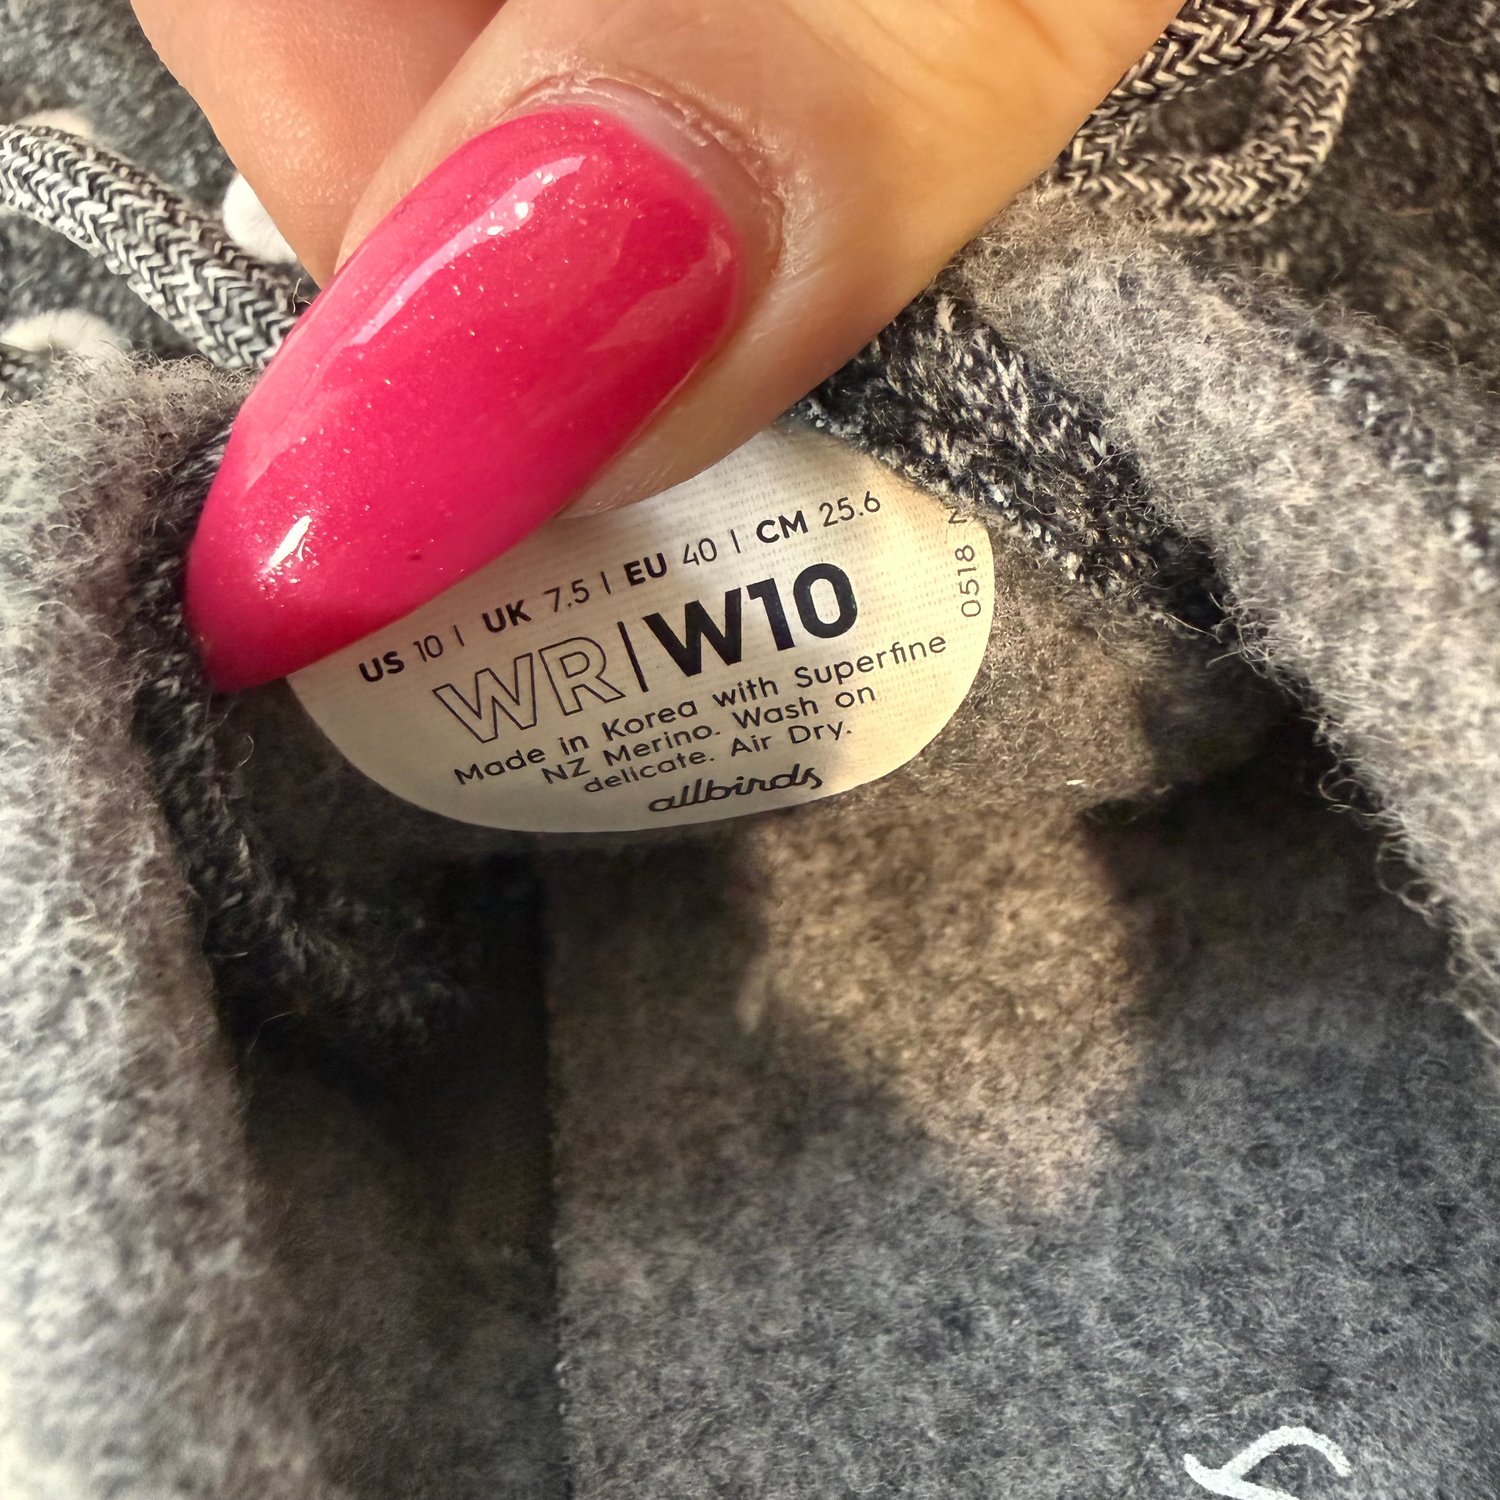 US 10 | UK 7.5 | EU 40 | CM 25.6
WR|W10
Made in Korea with Superfine
NZ Merino. Wash on
delicate. Air Dry.
allbirds
0518 N